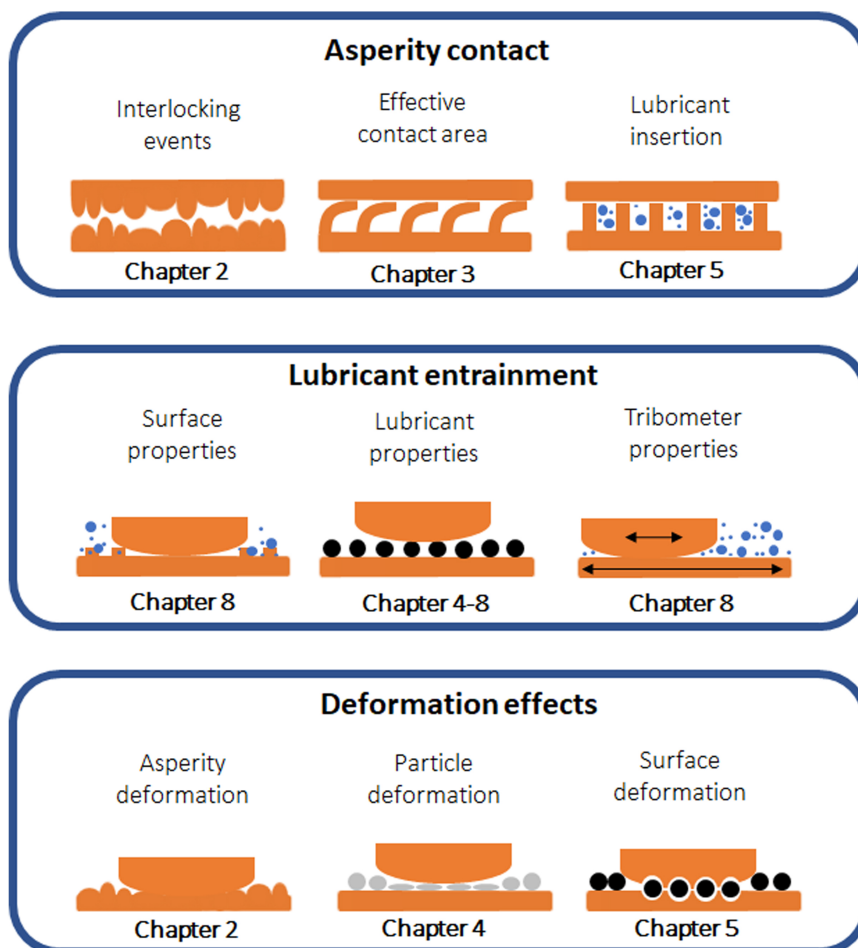 Asperity contact
Interlocking
events
Effective
contact area
Lubricant
insertion
Chapter 2
Chapter 3
Chapter 5
Lubricant entrainment
Surface
properties
Lubricant
properties
Tribometer
properties
Chapter 8
Chapter 4-8
Chapter 8
Deformation effects
Asperity
deformation
Particle
deformation
Surface
deformation
Chapter 2
Chapter 4
Chapter 5